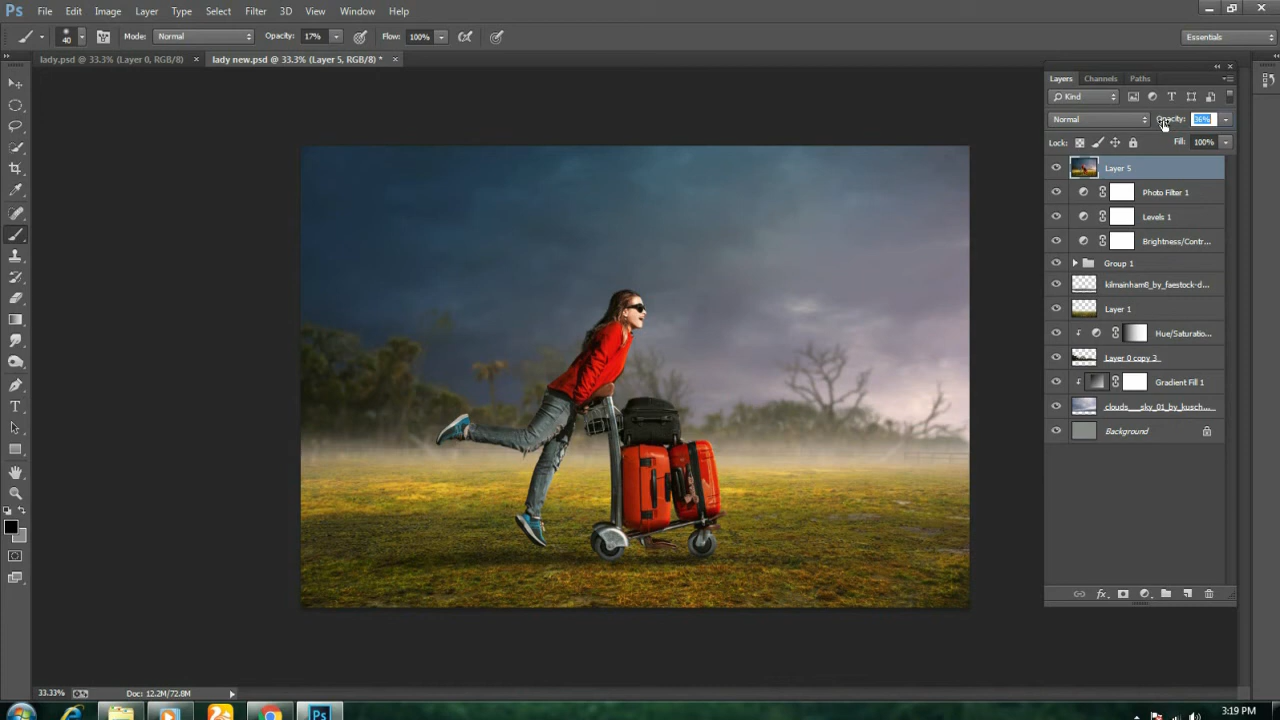 Ps File Edit Image Layer Type Select Filter 3D View Window Help
40 Mode: Normal Opacity: 17% Flow: 100% Essentials
lady.psd @ 33.3% (Layer 0, RGB/8) × lady new.psd @ 33.3% (Layer 5, RGB/8) * ×
Layers Channels Paths
Kind
Normal Opacity: 36%
Lock: Fill: 100%
Layer 5
Photo Filter 1
Levels 1
Brightness/Contr...
Group 1
kilmainham8_by_faestock-d...
Layer 1
Hue/Saturatio...
Layer 0 copy 3
Gradient Fill 1
clouds___sky_01_by_kusch...
Background
33.33% Doc: 12.2M/72.8M
Ps 3:19 PM